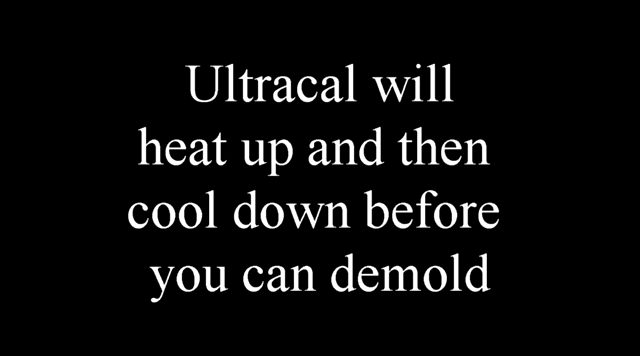 Ultracal will
heat up and then
cool down before
you can demold